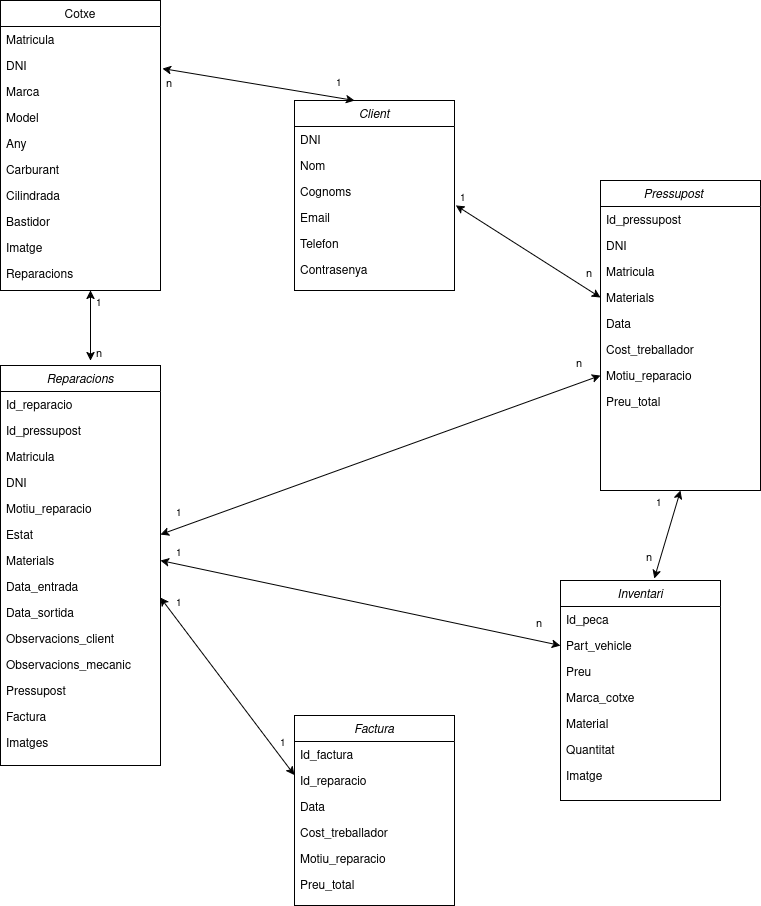 Cotxe
Matricula
DNI
Marca
Model
Any
Carburant
Cilindrada
Bastidor
Imatge
Reparacions
n
1
Client
DNI
Nom
Cognoms
Email
Telefon
Contrasenya
1
n
Pressupost
Id_pressupost
DNI
Matricula
Materials
Data
Cost_treballador
Motiu_reparacio
Preu_total
1
n
Reparacions
Id_reparacio
Id_pressupost
Matricula
DNI
Motiu_reparacio
Estat
Materials
Data_entrada
Data_sortida
Observacions_client
Observacions_mecanic
Pressupost
Factura
Imatges
n
1
1
n
1
1
1
n
Inventari
Id_peca
Part_vehicle
Preu
Marca_cotxe
Material
Quantitat
Imatge
Factura
Id_factura
Id_reparacio
Data
Cost_treballador
Motiu_reparacio
Preu_total